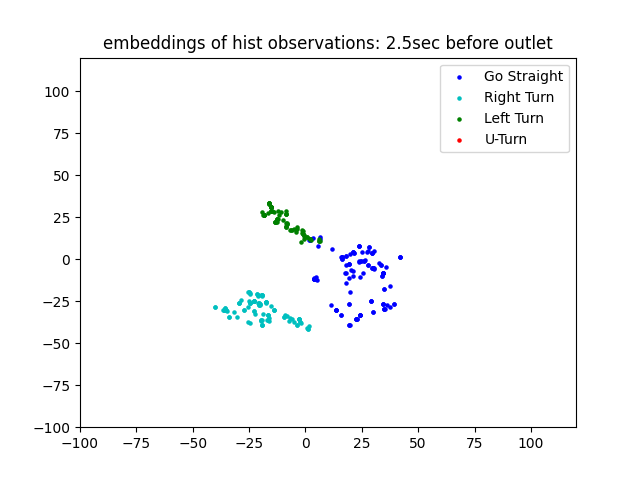 embeddings of hist observations: 2.5sec before outlet
Go Straight
Right Turn
Left Turn
U-Turn
100
75
50
25
0
−25
−50
−75
−100
−100 −75 −50 −25 0 25 50 75 100